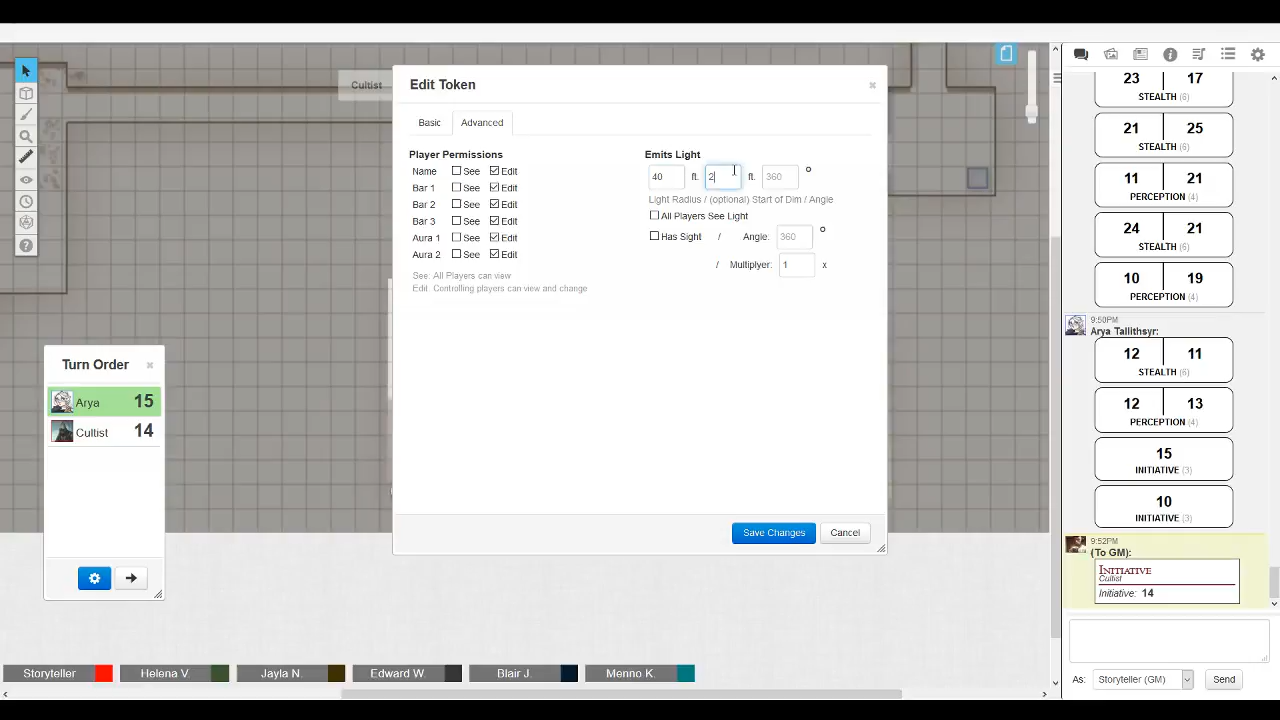 Cultist
Edit Token
×
Basic
Advanced
Player Permissions
Name See Edit
Bar 1 See Edit
Bar 2 See Edit
Bar 3 See Edit
Aura 1 See Edit
Aura 2 See Edit
See: All Players can view
Edit: Controlling players can view and change
Emits Light
40 ft. 2 ft. 360 °
Light Radius / (optional) Start of Dim / Angle
All Players See Light
Has Sight / Angle: 360 °
/ Multiplyer: 1 x
Save Changes
Cancel
Turn Order ×
Arya 15
Cultist 14
Storyteller
Helena V.
Jayla N.
Edward W.
Blair J.
Menno K.
23 17
STEALTH (6)
21 25
STEALTH (6)
11 21
PERCEPTION (4)
24 21
STEALTH (6)
10 19
PERCEPTION (4)
9:50PM
Arya Tallithsyr:
12 11
STEALTH (6)
12 13
PERCEPTION (4)
15
INITIATIVE (3)
10
INITIATIVE (3)
9:52PM
(To GM):
INITIATIVE
Cultist
Initiative: 14
As: Storyteller (GM)
Send